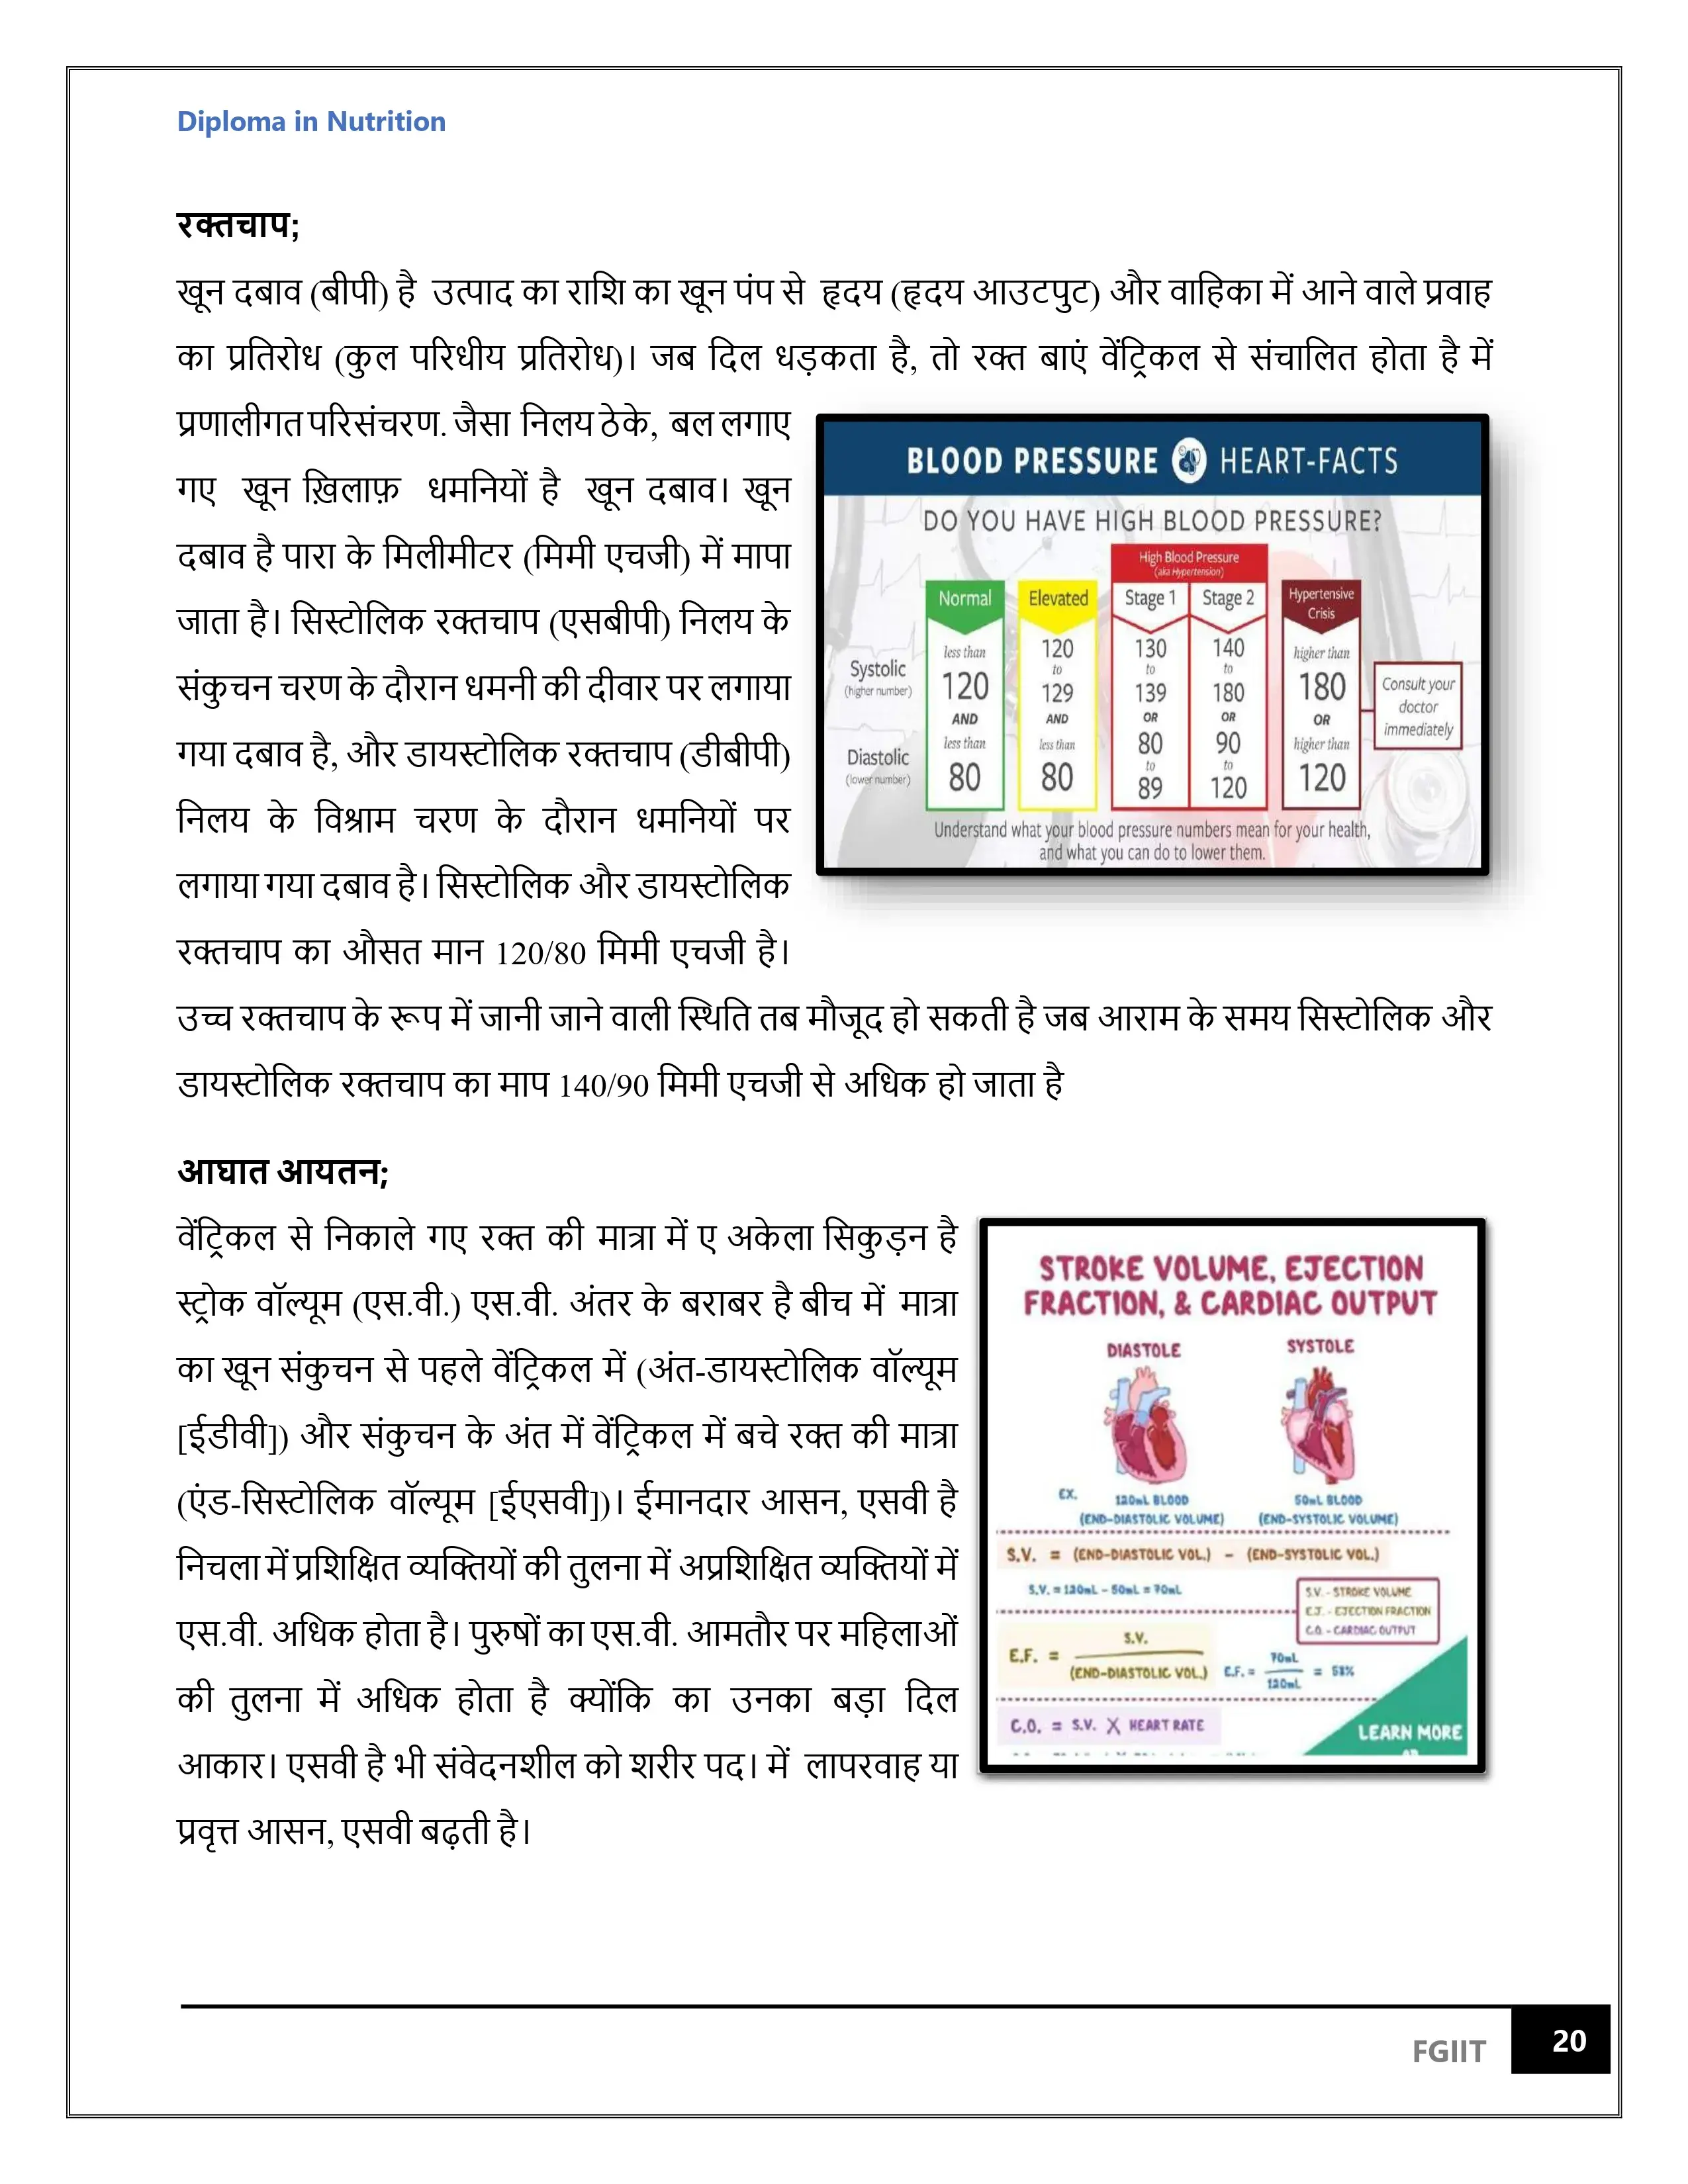 Diploma in Nutrition
रक्तचाप;
खून दबाव (बीपी) है उत्पाद का राशि का खून पंप से हृदय (हृदय आउटपुट) और वाहिका में आने वाले प्रवाह
का प्रतिरोध (कुल परिधीय प्रतिरोध)। जब दिल धड़कता है, तो रक्त बाएं वेंट्रिकल से संचालित होता है में
प्रणालीगत परिसंचरण. जैसा निलय ठेके, बल लगाए
गए खून ख़िलाफ़ धमनियों है खून दबाव। खून
दबाव है पारा के मिलीमीटर (मिमी एचजी) में मापा
जाता है। सिस्टोलिक रक्तचाप (एसबीपी) निलय के
संकुचन चरण के दौरान धमनी की दीवार पर लगाया
गया दबाव है, और डायस्टोलिक रक्तचाप (डीबीपी)
निलय के विश्राम चरण के दौरान धमनियों पर
लगाया गया दबाव है। सिस्टोलिक और डायस्टोलिक
रक्तचाप का औसत मान 120/80 मिमी एचजी है।
BLOOD PRESSURE HEART-FACTS
DO YOU HAVE HIGH BLOOD PRESSURE?
High Blood Pressure
(aka Hypertension)
Normal Elevated Stage 1 Stage 2 Hypertensive Crisis
Systolic (higher number) less than 120 120 to 129 130 to 139 140 to 180 higher than 180
AND AND OR OR OR
Diastolic (lower number) less than 80 less than 80 80 to 89 90 to 120 higher than 120
Consult your
doctor
immediately
Understand what your blood pressure numbers mean for your health,
and what you can do to lower them.
उच्च रक्तचाप के रूप में जानी जाने वाली स्थिति तब मौजूद हो सकती है जब आराम के समय सिस्टोलिक और
डायस्टोलिक रक्तचाप का माप 140/90 मिमी एचजी से अधिक हो जाता है
आघात आयतन;
वेंट्रिकल से निकाले गए रक्त की मात्रा में ए अकेला सिकुड़न है
स्ट्रोक वॉल्यूम (एस.वी.) एस.वी. अंतर के बराबर है बीच में मात्रा
का खून संकुचन से पहले वेंट्रिकल में (अंत-डायस्टोलिक वॉल्यूम
[ईडीवी]) और संकुचन के अंत में वेंट्रिकल में बचे रक्त की मात्रा
(एंड-सिस्टोलिक वॉल्यूम [ईएसवी])। ईमानदार आसन, एसवी है
निचला में प्रशिक्षित व्यक्तियों की तुलना में अप्रशिक्षित व्यक्तियों में
एस.वी. अधिक होता है। पुरुषों का एस.वी. आमतौर पर महिलाओं
की तुलना में अधिक होता है क्योंकि का उनका बड़ा दिल
आकार। एसवी है भी संवेदनशील को शरीर पद। में लापरवाह या
प्रवृत्त आसन, एसवी बढ़ती है।
STROKE VOLUME, EJECTION
FRACTION, & CARDIAC OUTPUT
DIASTOLE SYSTOLE
EX. 120mL BLOOD 50mL BLOOD
(END-DIASTOLIC VOLUME) (END-SYSTOLIC VOLUME)
S.V. = (END-DIASTOLIC VOL.) - (END-SYSTOLIC VOL.)
S.V. = 120mL - 50mL = 70mL
S.V. - STROKE VOLUME
E.J. - EJECTION FRACTION
C.O. - CARDIAC OUTPUT
E.F. = S.V. / (END-DIASTOLIC VOL.) E.F. = 70mL / 120mL = 58%
C.O. = S.V. X HEART RATE
LEARN MORE
FGIIT 20